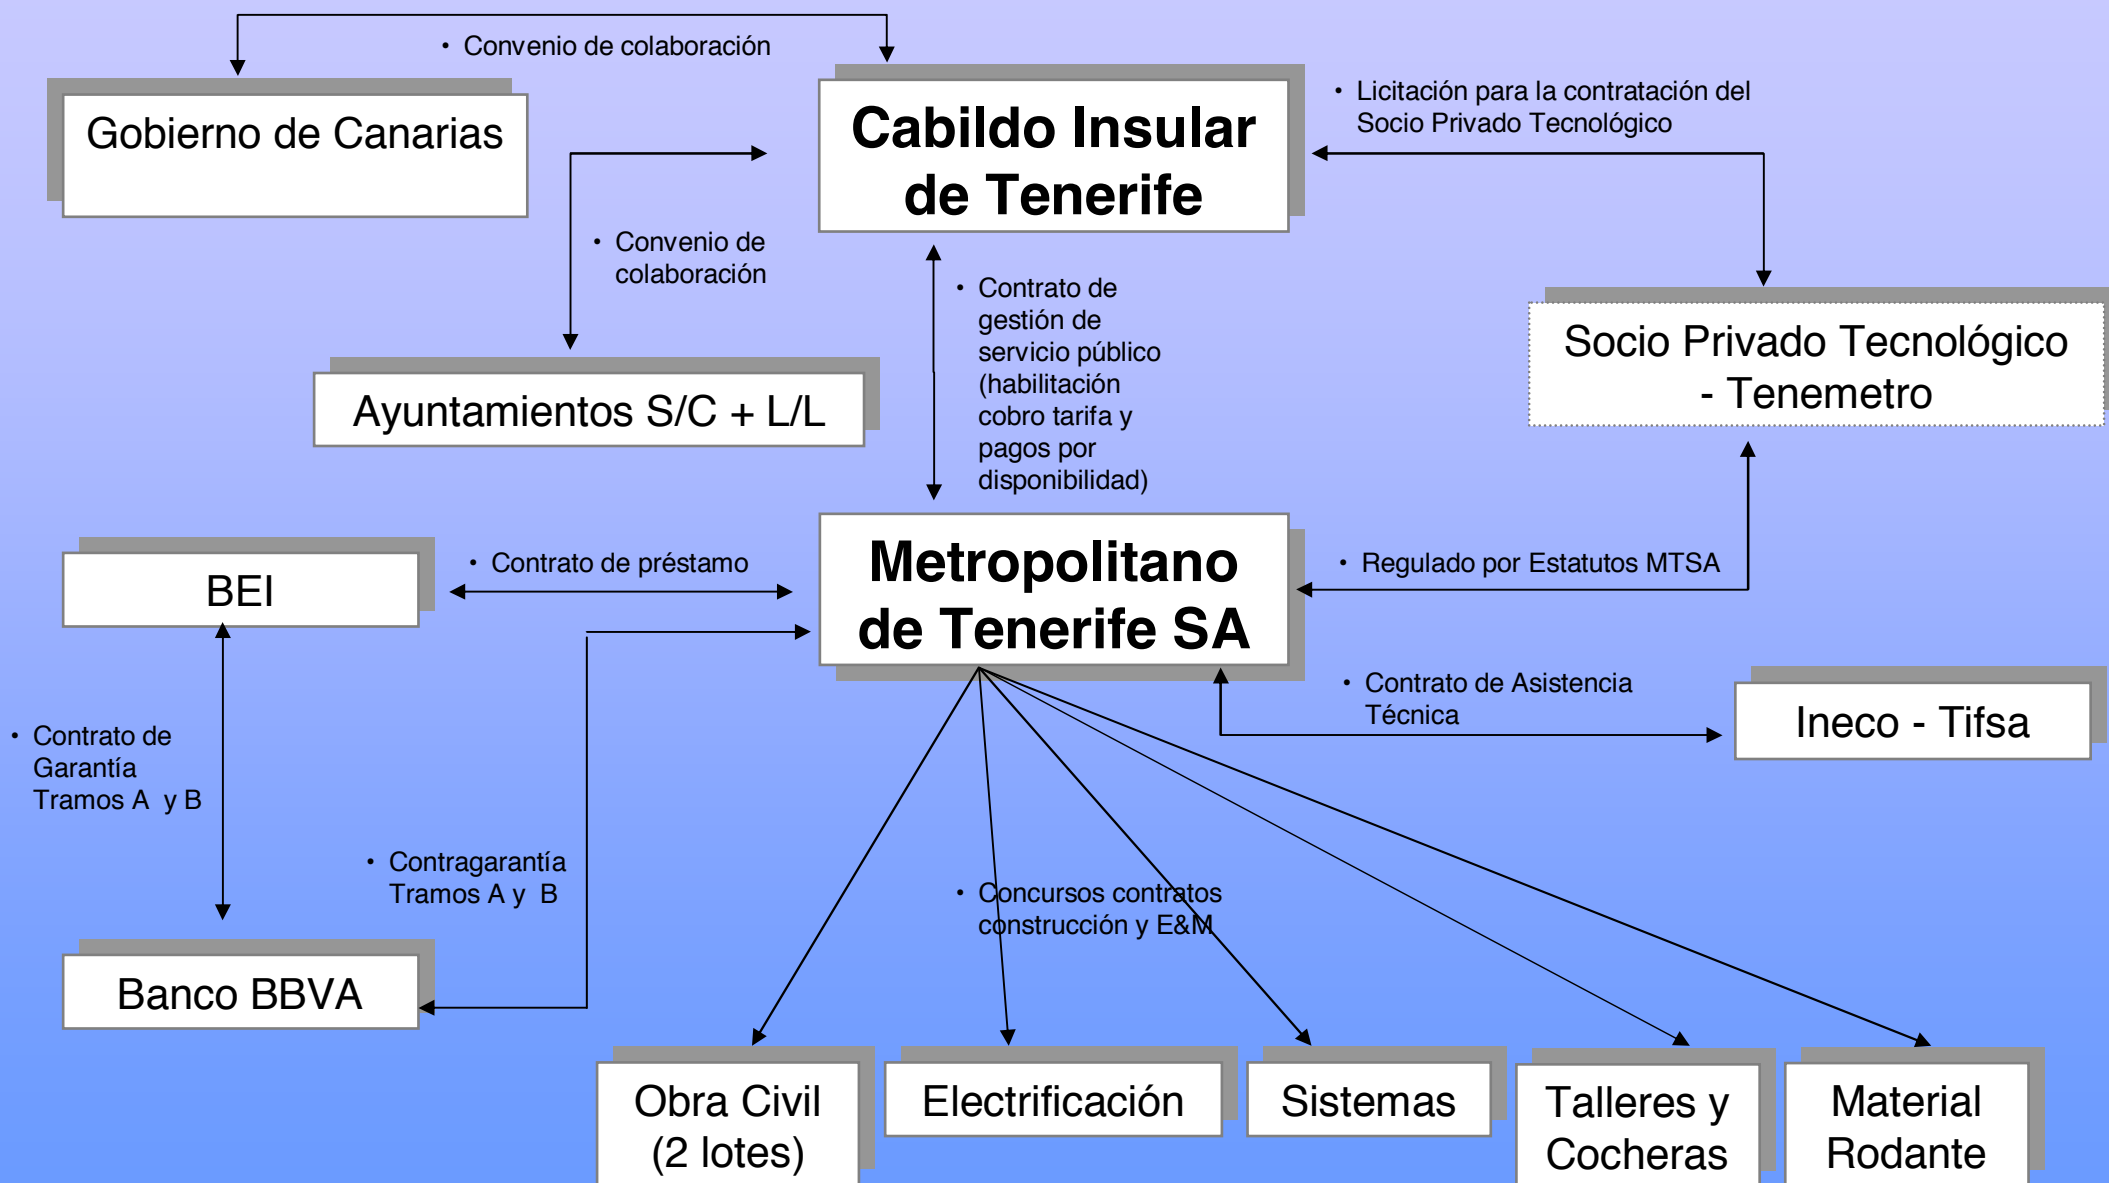 • Convenio de colaboración
Gobierno de Canarias
Cabildo Insular
de Tenerife
• Licitación para la contratación del
Socio Privado Tecnológico
• Convenio de
colaboración
• Contrato de
gestión de
servicio público
(habilitación
cobro tarifa y
pagos por
disponibilidad)
Socio Privado Tecnológico
- Tenemetro
Ayuntamientos S/C + L/L
BEI
• Contrato de préstamo
Metropolitano
de Tenerife SA
• Regulado por Estatutos MTSA
• Contrato de Asistencia
Técnica
Ineco - Tifsa
• Contrato de
Garantía
Tramos A  y B
• Contragarantía
Tramos A y  B
• Concursos contratos
construcción y E&M
Banco BBVA
Obra Civil
(2 lotes)
Electrificación
Sistemas
Talleres y
Cocheras
Material
Rodante